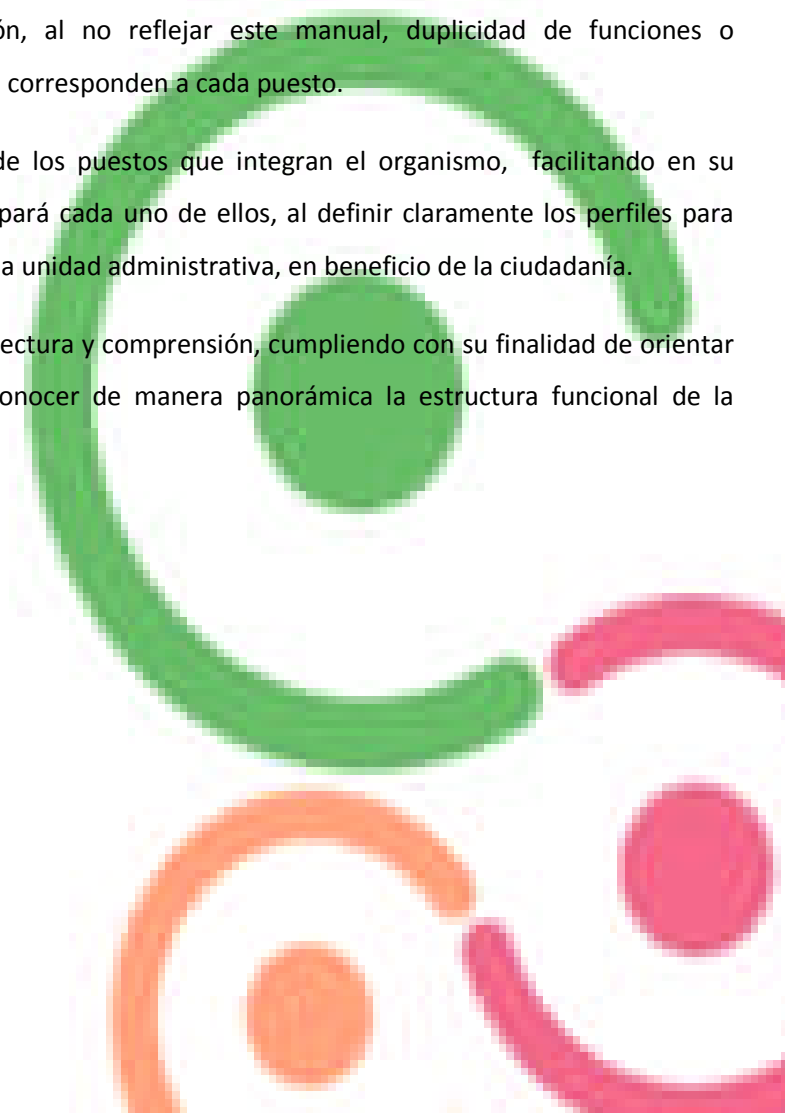 ón, al no reflejar este manual, duplicidad de funciones o
corresponden a cada puesto.
de los puestos que integran el organismo, facilitando en su
pará cada uno de ellos, al definir claramente los perfiles para
a unidad administrativa, en beneficio de la ciudadanía.
ectura y comprensión, cumpliendo con su finalidad de orientar
onocer de manera panorámica la estructura funcional de la